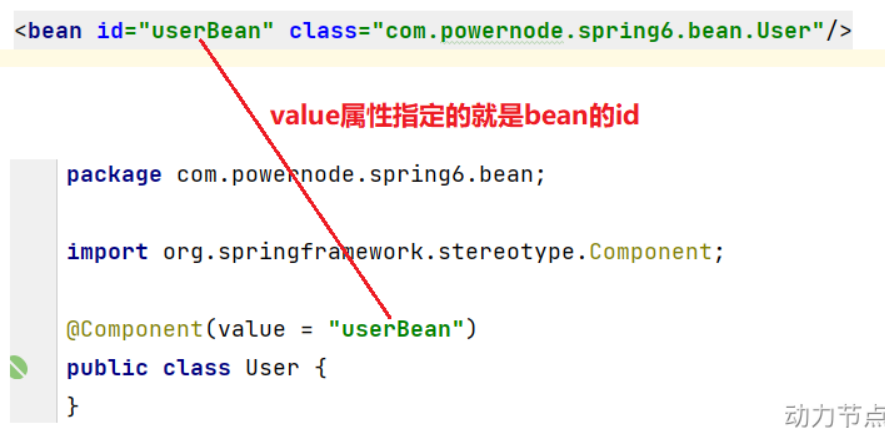 <bean id="userBean" class="com.powernode.spring6.bean.User"/>
value属性指定的就是bean的id
package com.powernode.spring6.bean;
import org.springframework.stereotype.Component;
@Component(value = "userBean")
public class User {
}
动力节点